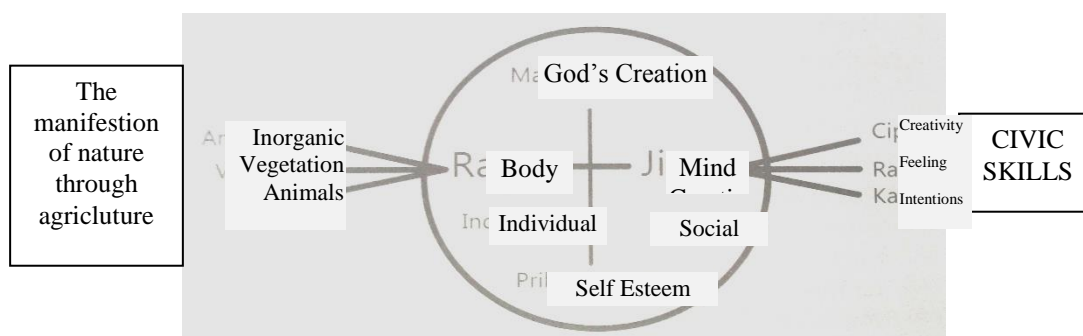 The
manifestion
of nature
through
agricluture
Inorganic
Vegetation
Animals
God's Creation
Body
Mind
Individual
Social
Self Esteem
Creativity
Feeling
Intentions
CIVIC
SKILLS